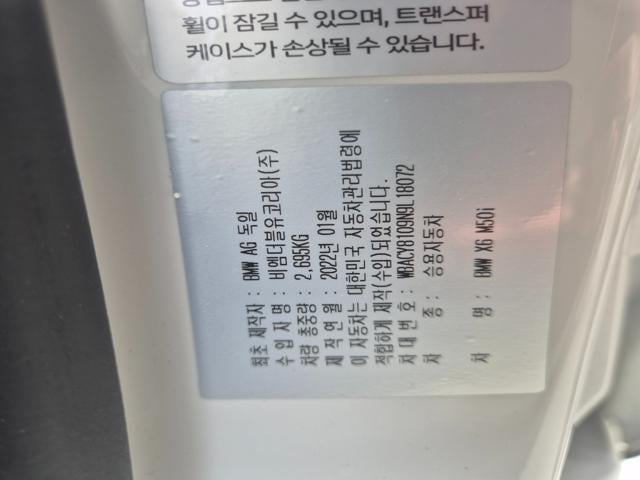 휠이 잠길 수 있으며, 트랜스퍼
케이스가 손상될 수 있습니다.
최초 제작자 : BMW AG 독일
수 입 자 명 : 비엠더블유코리아(주)
차량 총중량 : 2,695KG
제 작 연 월 : 2022년 01월
이 자동차는 대한민국 자동차관리법령에
적합하게 제작(수입)되었습니다.
차 대 번 호 : WBACY8109N9L18072
차 종 : 승용자동차
차 명 : BMW X6 M50i